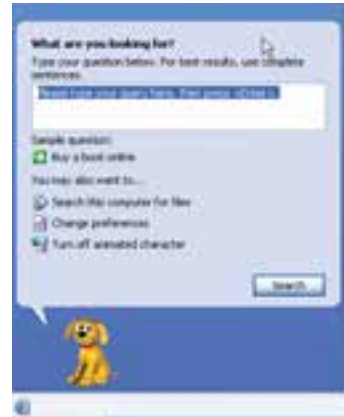 What are you looking for?
Type your question below. For best results, use complete
sentences.
Please type your query here, then press <Enter>.
Sample question:
Buy a book online
You may also want to...
Search this computer for files
Change preferences
Turn off animated character
Search